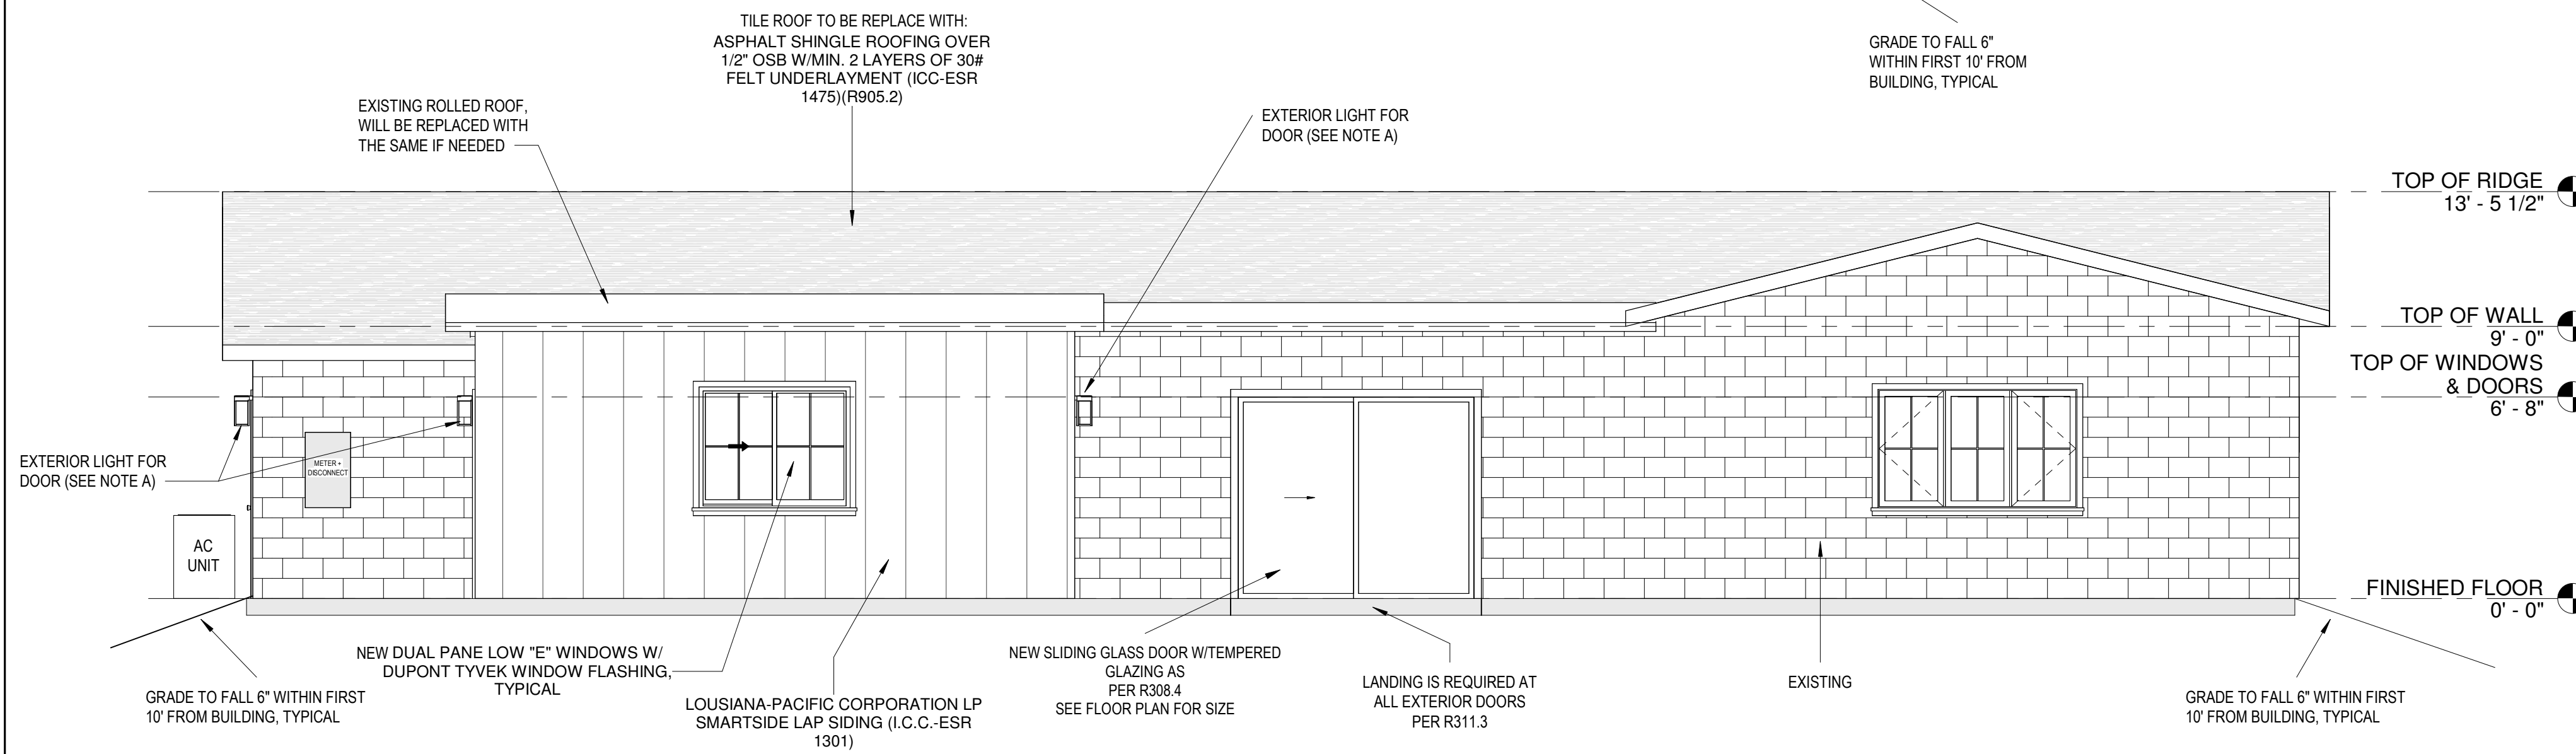 TILE ROOF TO BE REPLACE WITH:
ASPHALT SHINGLE ROOFING OVER
1/2" OSB W/MIN. 2 LAYERS OF 30#
FELT UNDERLAYMENT (ICC-ESR
1475)(R905.2)
GRADE TO FALL 6"
WITHIN FIRST 10' FROM
BUILDING, TYPICAL
EXISTING ROLLED ROOF,
WILL BE REPLACED WITH
THE SAME IF NEEDED
EXTERIOR LIGHT FOR
DOOR (SEE NOTE A)
TOP OF RIDGE
13' - 5 1/2"
TOP OF WALL
9' - 0"
TOP OF WINDOWS
& DOORS
6' - 8"
EXTERIOR LIGHT FOR
DOOR (SEE NOTE A)
METER +
DISCONNECT
AC
UNIT
FINISHED FLOOR
0' - 0"
GRADE TO FALL 6" WITHIN FIRST
10' FROM BUILDING, TYPICAL
NEW DUAL PANE LOW "E" WINDOWS W/
DUPONT TYVEK WINDOW FLASHING,
TYPICAL
LOUSIANA-PACIFIC CORPORATION LP
SMARTSIDE LAP SIDING (I.C.C.-ESR
1301)
NEW SLIDING GLASS DOOR W/TEMPERED
GLAZING AS
PER R308.4
SEE FLOOR PLAN FOR SIZE
LANDING IS REQUIRED AT
ALL EXTERIOR DOORS
PER R311.3
EXISTING
GRADE TO FALL 6" WITHIN FIRST
10' FROM BUILDING, TYPICAL